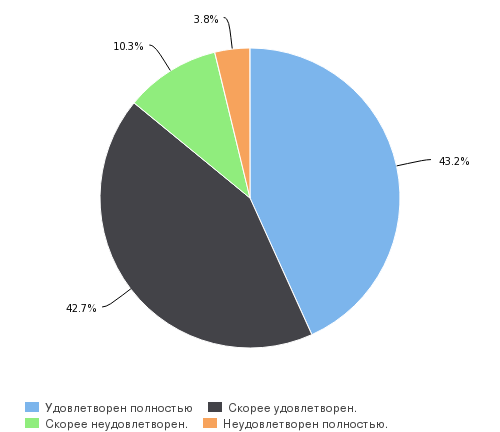 3.8%
10.3%
43.2%
42.7%
Удовлетворен полностью
Скорее удовлетворен.
Скорее неудовлетворен.
Неудовлетворен полностью.